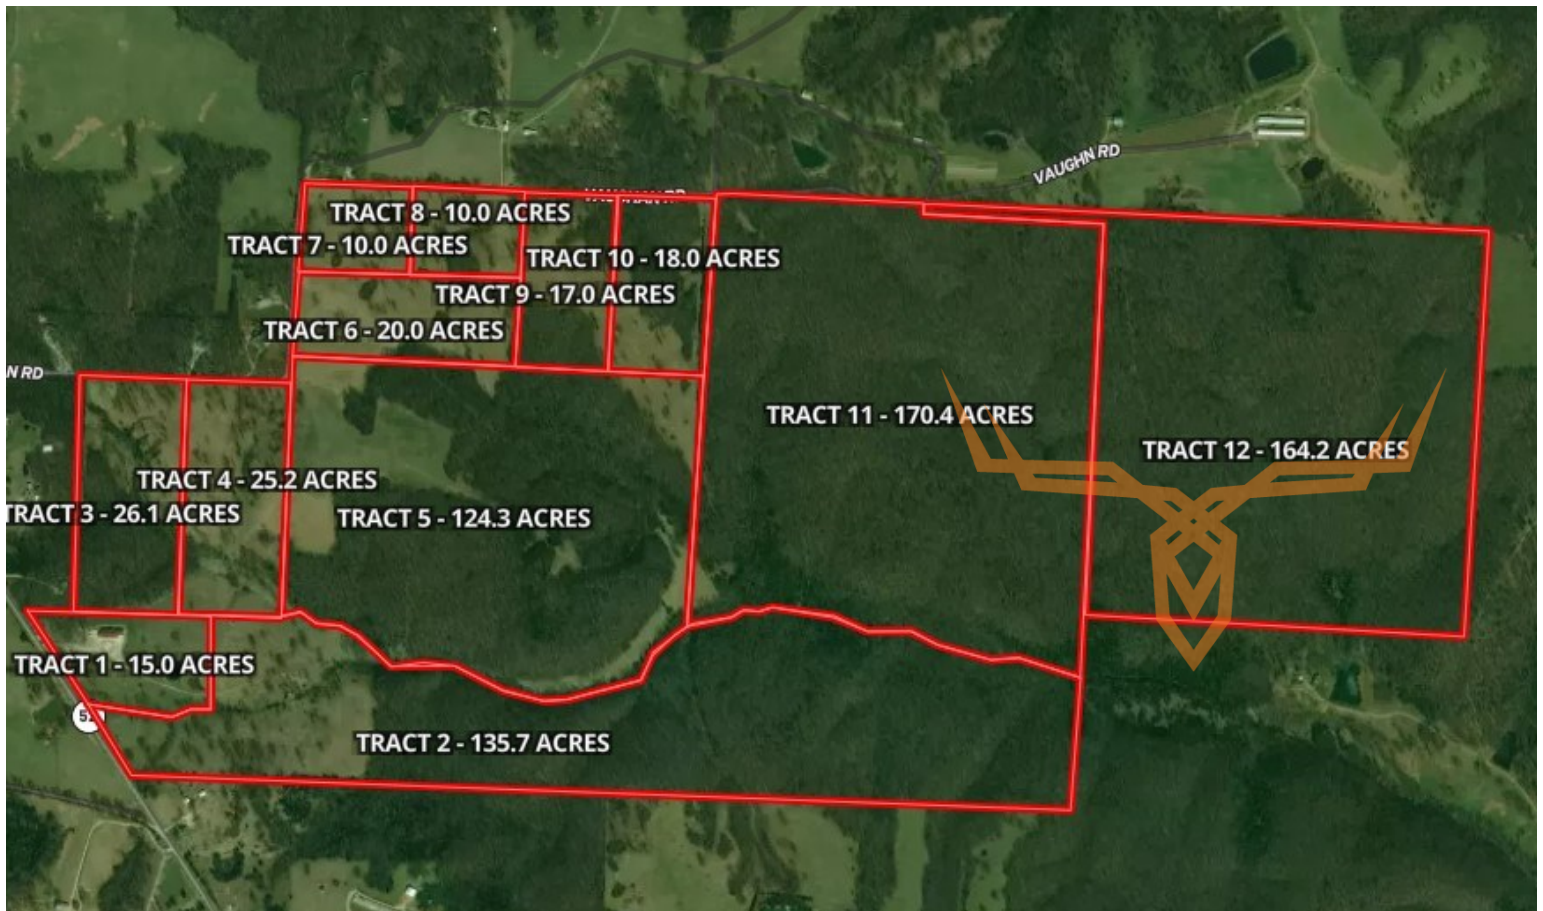 VAUGHN RD
TRACT 8 - 10.0 ACRES
TRACT 7 - 10.0 ACRES
TRACT 10 - 18.0 ACRES
TRACT 9 - 17.0 ACRES
TRACT 6 - 20.0 ACRES
N RD
TRACT 11 - 170.4 ACRES
TRACT 12 - 164.2 ACRES
TRACT 4 - 25.2 ACRES
TRACT 3 - 26.1 ACRES
TRACT 5 - 124.3 ACRES
TRACT 1 - 15.0 ACRES
TRACT 2 - 135.7 ACRES